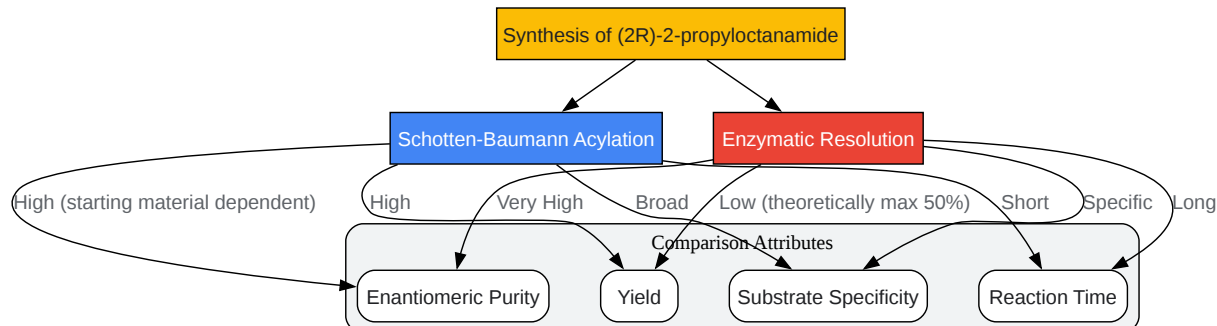 Synthesis of (2R)-2-propyloctanamide
Schotten-Baumann Acylation
Enzymatic Resolution
High (starting material dependent)
High
Very High
Broad
Low (theoretically max 50%)
Short
Specific
Long
Comparison Attributes
Enantiomeric Purity
Yield
Substrate Specificity
Reaction Time